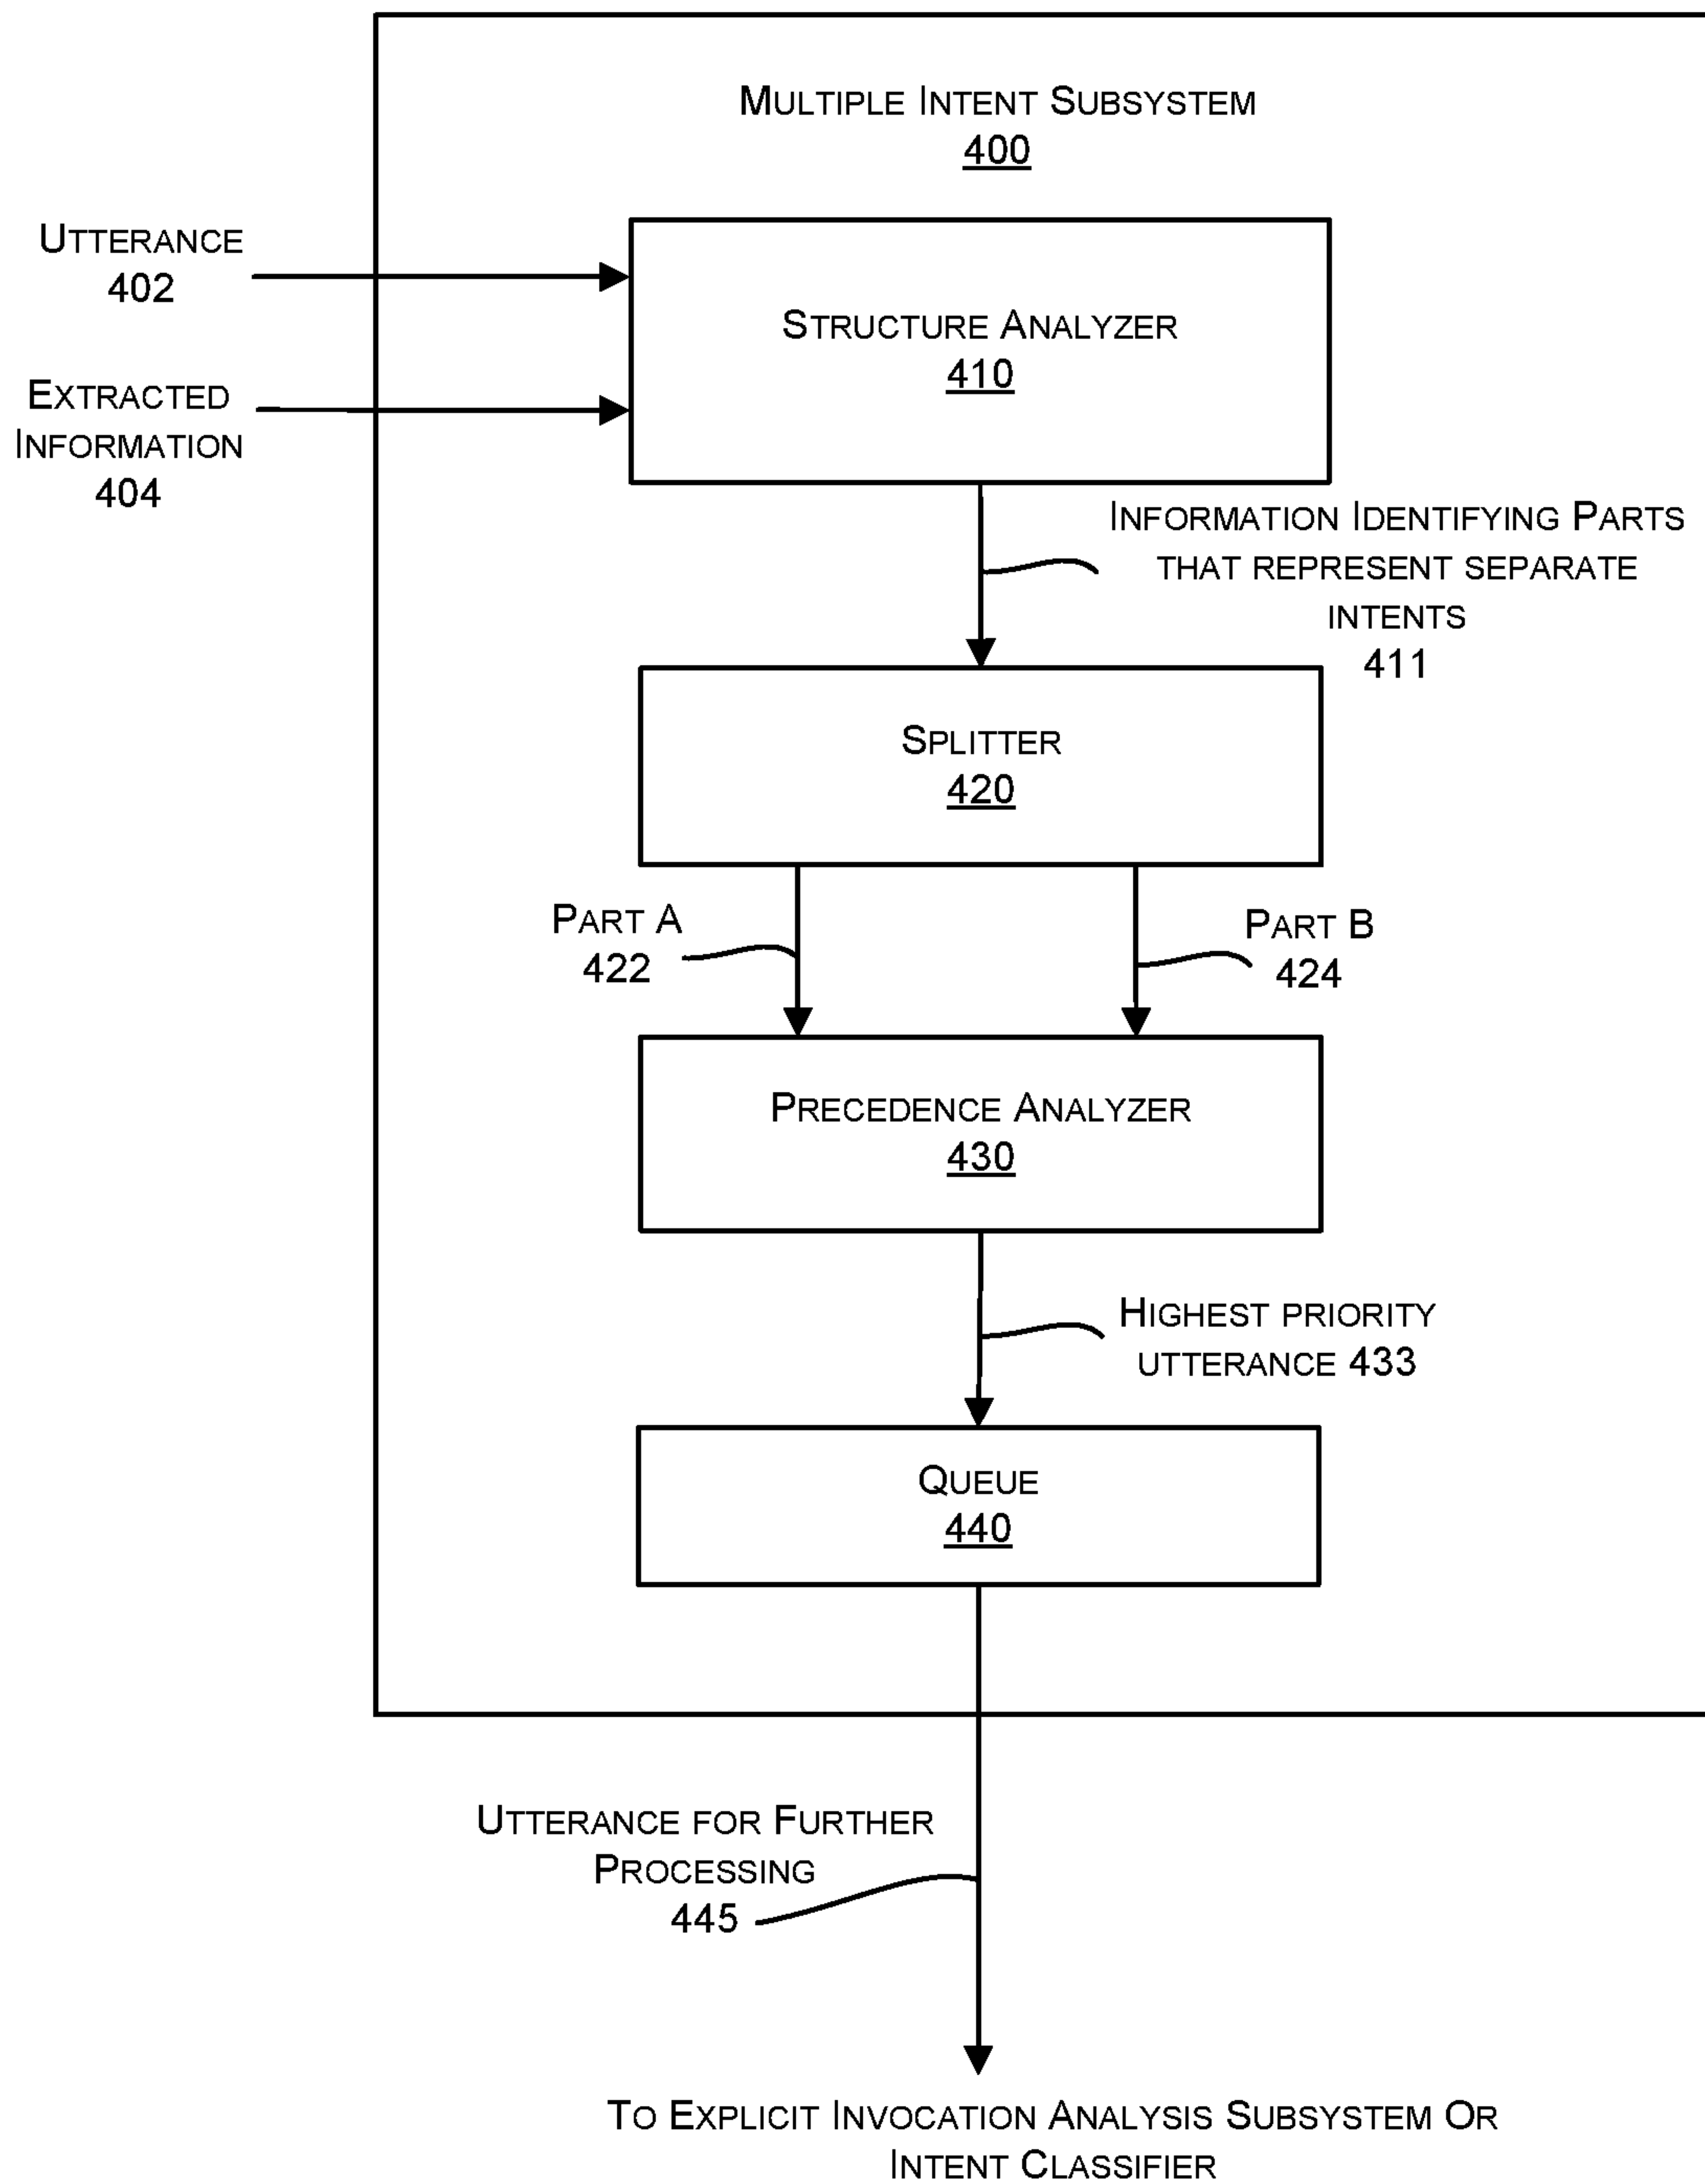 MULTIPLE INTENT SUBSYSTEM
400
UTTERANCE
402
STRUCTURE ANALYZER
410
EXTRACTED
INFORMATION
404
INFORMATION IDENTIFYING PARTS
THAT REPRESENT SEPARATE
INTENTS
411
SPLITTER
420
PART A
422
PART B
424
PRECEDENCE ANALYZER
430
HIGHEST PRIORITY
UTTERANCE 433
QUEUE
440
UTTERANCE FOR FURTHER
PROCESSING
445
TO EXPLICIT INVOCATION ANALYSIS SUBSYSTEM OR
INTENT CLASSIFIER